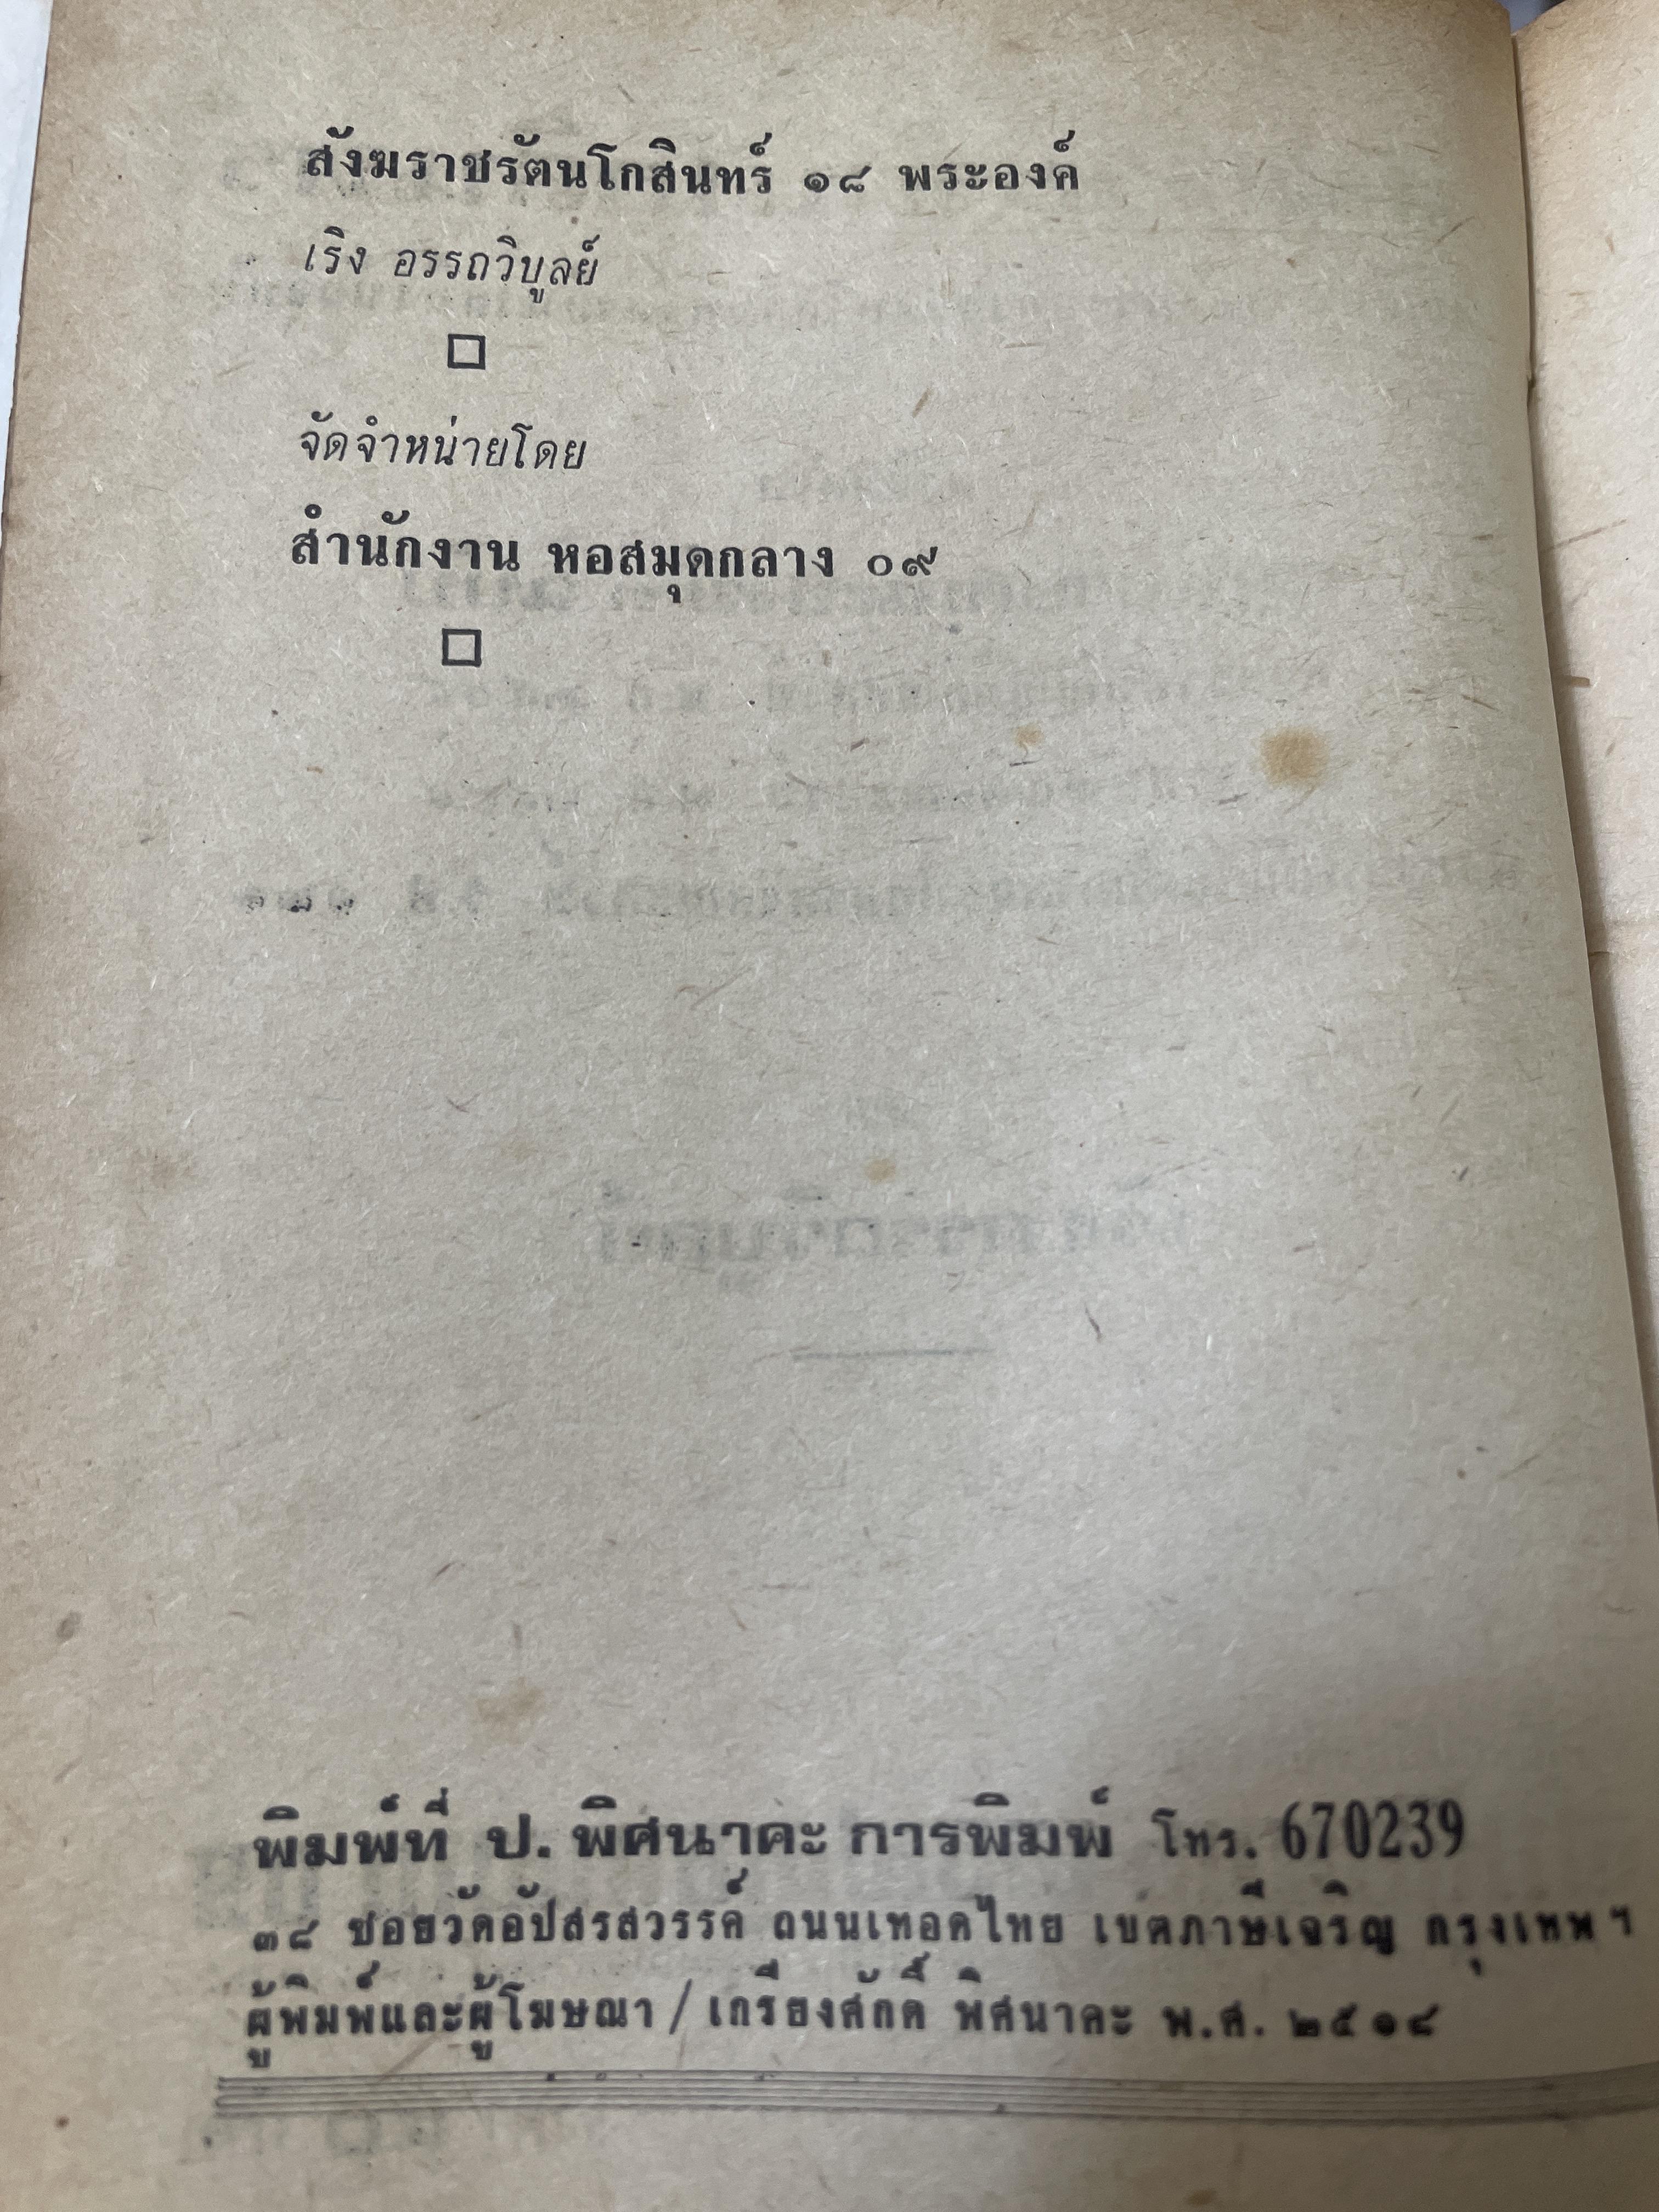 สังฆราชรัตนโกสินทร์ ๑๘ พระองค์
เริง อรรถวิบูลย์
จัดจำหน่ายโดย
สำนักงาน หอสมุดกลาง ๐๙
พิมพ์ที่ ป. พิศนาคะ การพิมพ์ โทร. 670239
๓๘ ซอยวัดอัปสรสวรรค์ ถนนเทอดไทย เขตภาษีเจริญ กรุงเทพฯ
ผู้พิมพ์และผู้โฆษณา / เกรียงศักดิ์ พิศนาคะ พ.ศ. ๒๕๑๘